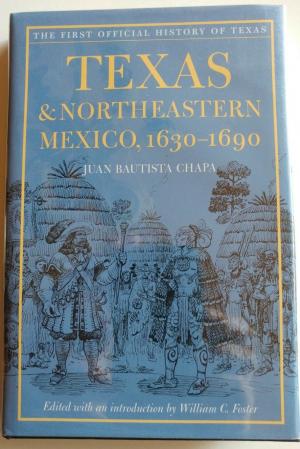 THE FIRST OFFICIAL HISTORY OF TEXAS
TEXAS
& NORTHEASTERN
MEXICO, 1630–1690
JUAN BAUTISTA CHAPA
Edited with an introduction by William C. Foster